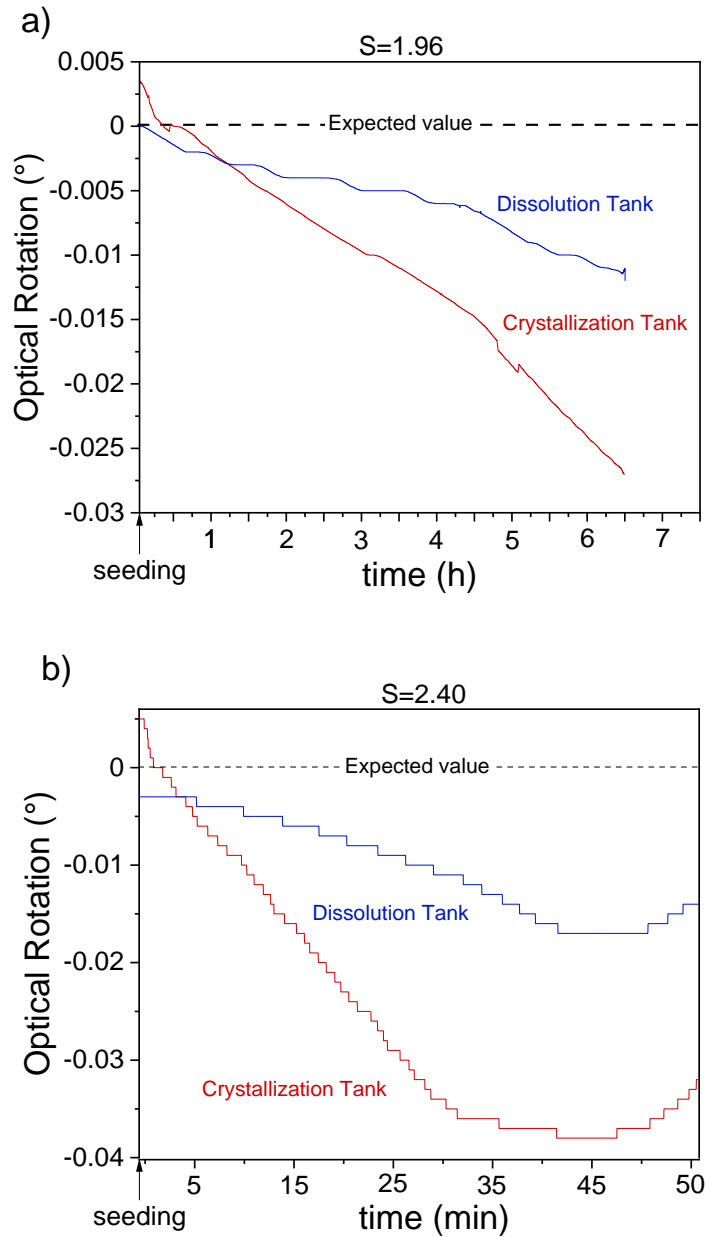 a)
S=1.96
0.005
0
-0.005
-0.01
-0.015
-0.02
-0.025
-0.03
Optical Rotation (°)
Expected value
Dissolution Tank
Crystallization Tank
1 2 3 4 5 6 7
seeding
time (h)
b)
S=2.40
0
-0.01
-0.02
-0.03
-0.04
Optical Rotation (°)
Expected value
Dissolution Tank
Crystallization Tank
5 15 25 35 45 50
seeding
time (min)